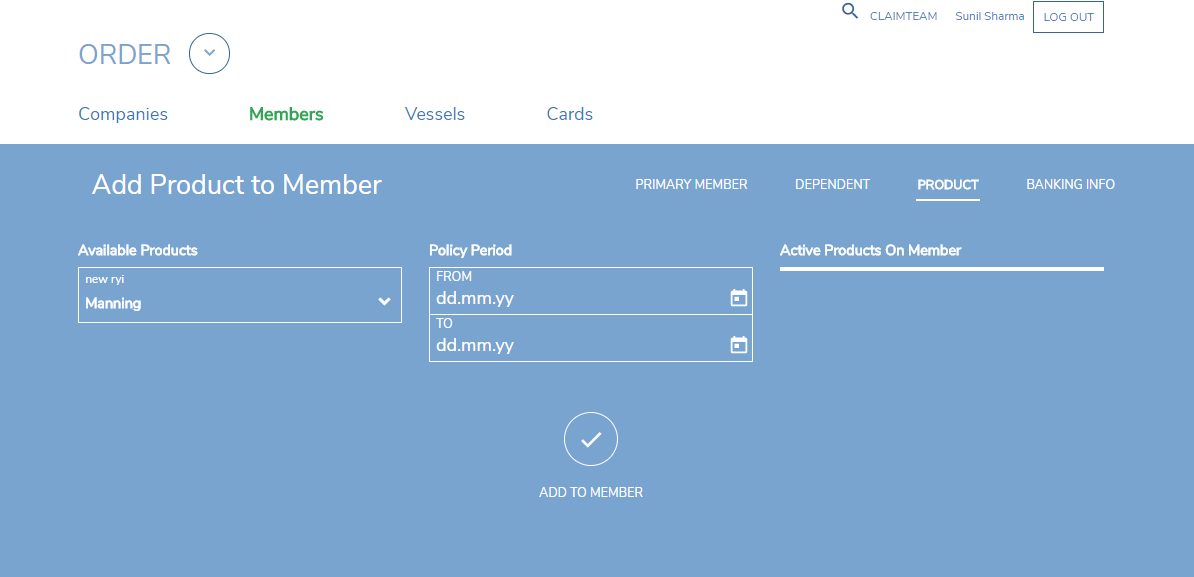 CLAIMTEAM Sunil Sharma LOG OUT
ORDER
Companies Members Vessels Cards
Add Product to Member PRIMARY MEMBER DEPENDENT PRODUCT BANKING INFO
Available Products Policy Period Active Products On Member
new ryi FROM
Manning dd.mm.yy
TO
dd.mm.yy
ADD TO MEMBER